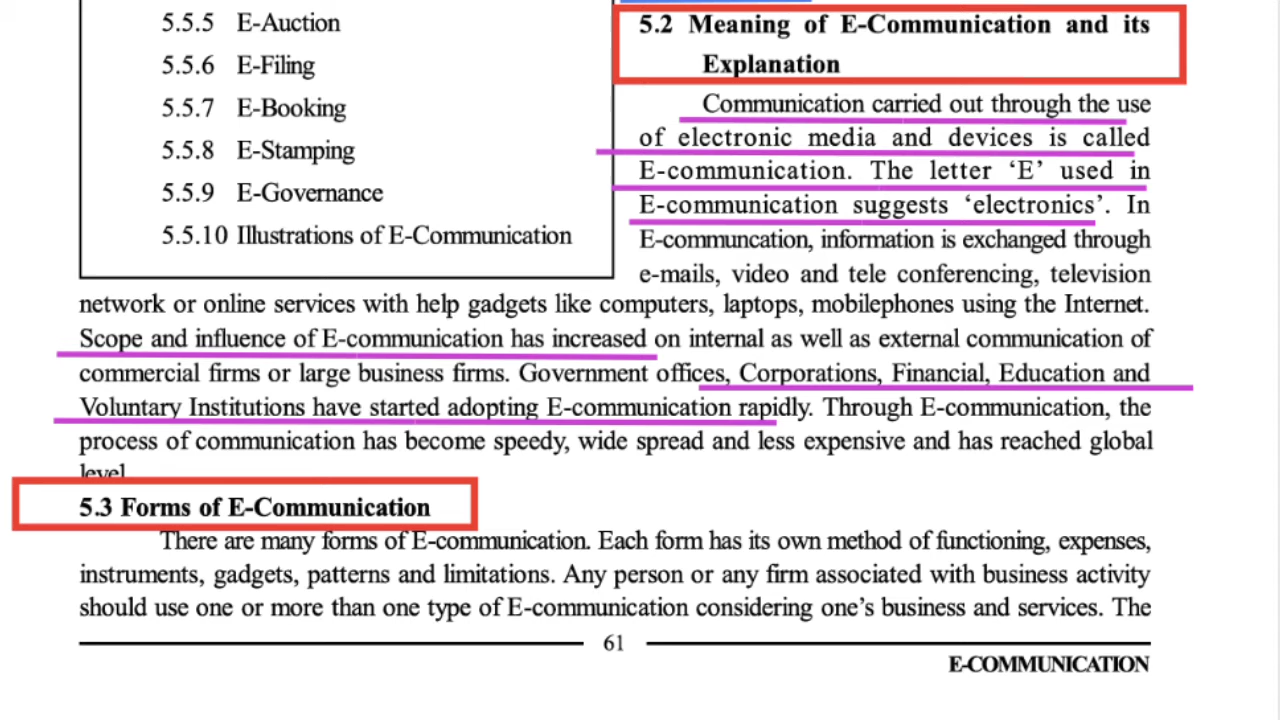 5.5.5 E-Auction
5.5.6 E-Filing
5.5.7 E-Booking
5.5.8 E-Stamping
5.5.9 E-Governance
5.5.10 Illustrations of E-Communication
5.2 Meaning of E-Communication and its
Explanation
Communication carried out through the use
of electronic media and devices is called
E-communication. The letter ‘E’ used in
E-communication suggests ‘electronics’. In
E-communcation, information is exchanged through
e-mails, video and tele conferencing, television
network or online services with help gadgets like computers, laptops, mobilephones using the Internet.
Scope and influence of E-communication has increased on internal as well as external communication of
commercial firms or large business firms. Government offices, Corporations, Financial, Education and
Voluntary Institutions have started adopting E-communication rapidly. Through E-communication, the
process of communication has become speedy, wide spread and less expensive and has reached global
level.
5.3 Forms of E-Communication
There are many forms of E-communication. Each form has its own method of functioning, expenses,
instruments, gadgets, patterns and limitations. Any person or any firm associated with business activity
should use one or more than one type of E-communication considering one’s business and services. The
61
E-COMMUNICATION